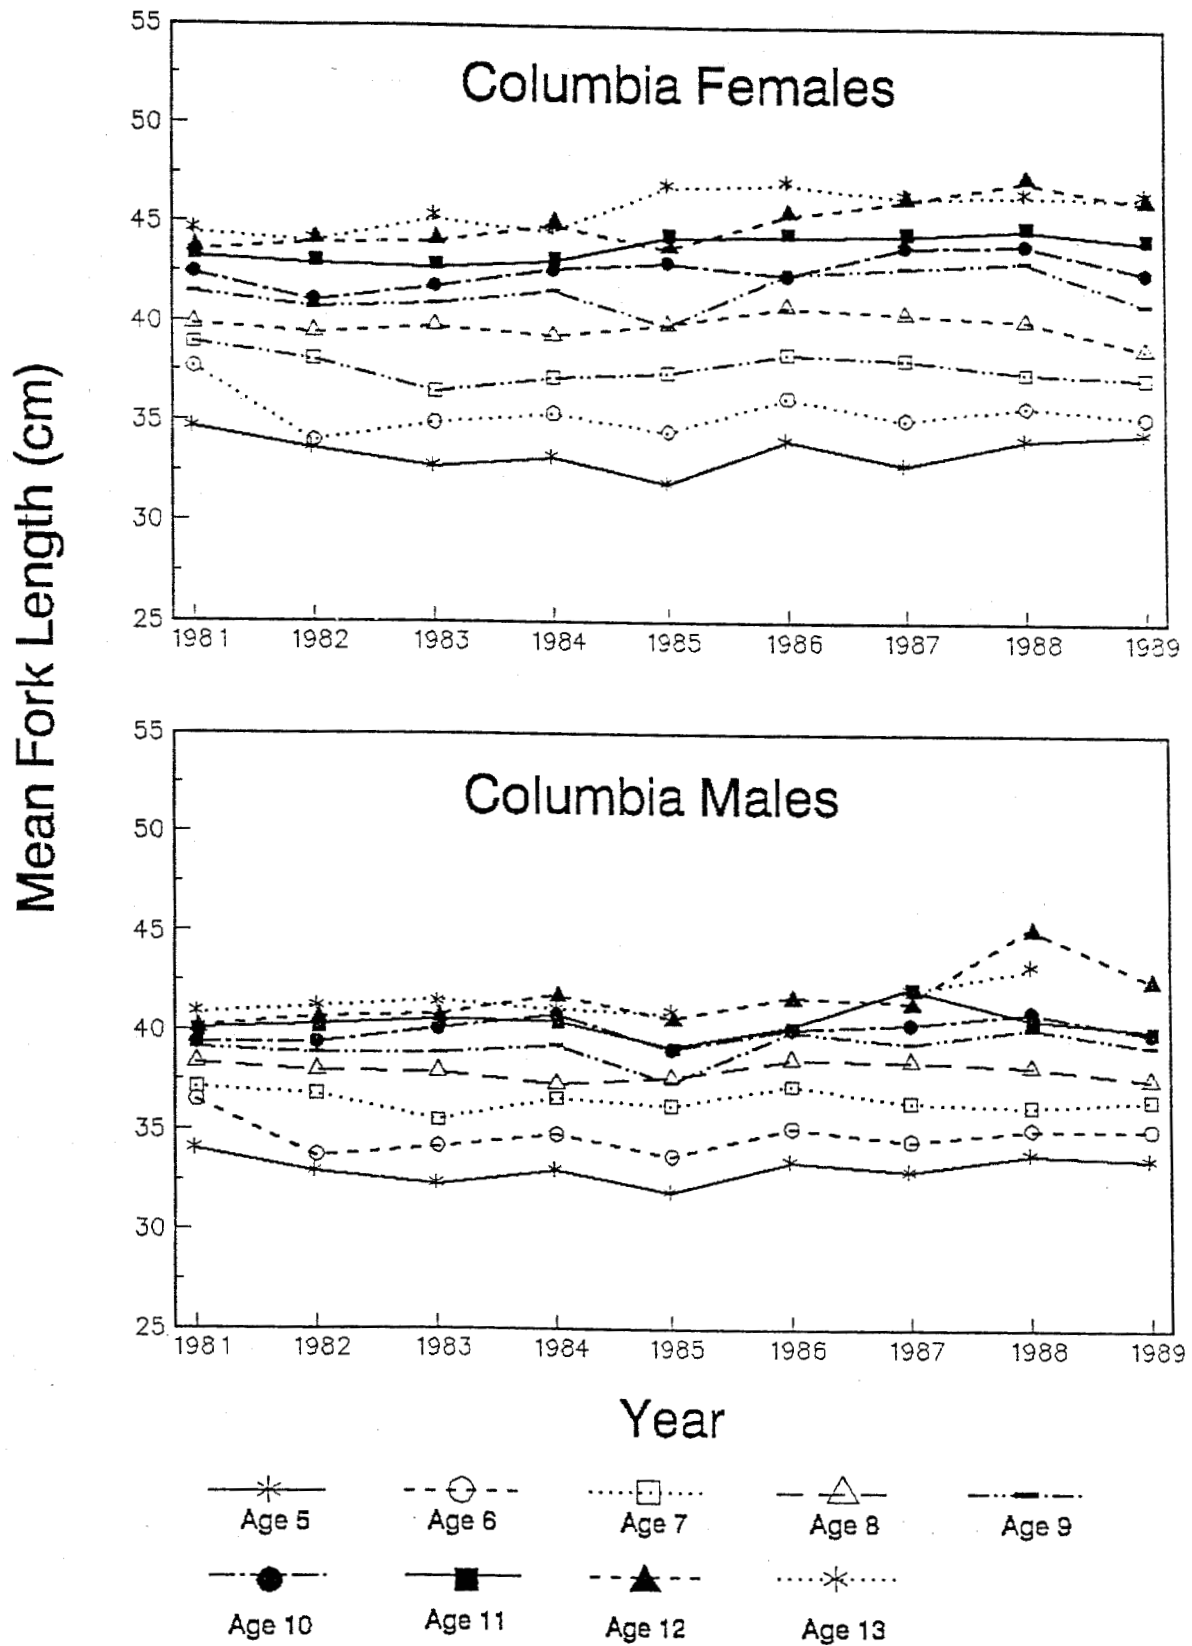 55
Columbia Females
50
45
40
35
30
25
1981 1982 1983 1984 1985 1986 1987 1988 1989
Mean Fork Length (cm)
55
Columbia Males
50
45
40
35
30
25
1981 1982 1983 1984 1985 1986 1987 1988 1989
Year
Age 5 Age 6 Age 7 Age 8 Age 9
Age 10 Age 11 Age 12 Age 13